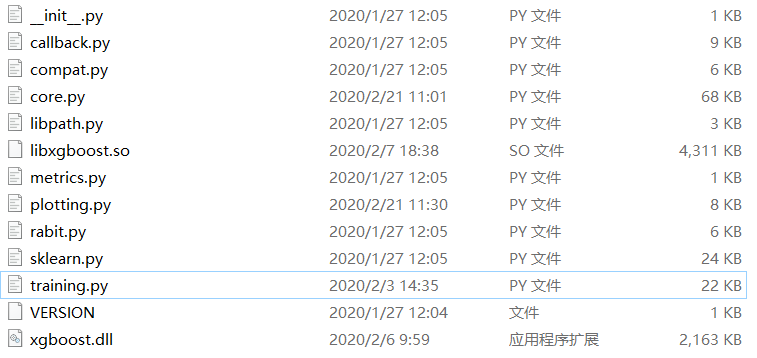 __init__.py 2020/1/27 12:05 PY 文件 1 KB
callback.py 2020/1/27 12:05 PY 文件 9 KB
compat.py 2020/1/27 12:05 PY 文件 6 KB
core.py 2020/2/21 11:01 PY 文件 68 KB
libpath.py 2020/1/27 12:05 PY 文件 3 KB
libxgboost.so 2020/2/7 18:38 SO 文件 4,311 KB
metrics.py 2020/1/27 12:05 PY 文件 1 KB
plotting.py 2020/2/21 11:30 PY 文件 8 KB
rabit.py 2020/1/27 12:05 PY 文件 6 KB
sklearn.py 2020/1/27 12:05 PY 文件 24 KB
training.py 2020/2/3 14:35 PY 文件 22 KB
VERSION 2020/1/27 12:04 文件 1 KB
xgboost.dll 2020/2/6 9:59 应用程序扩展 2,163 KB